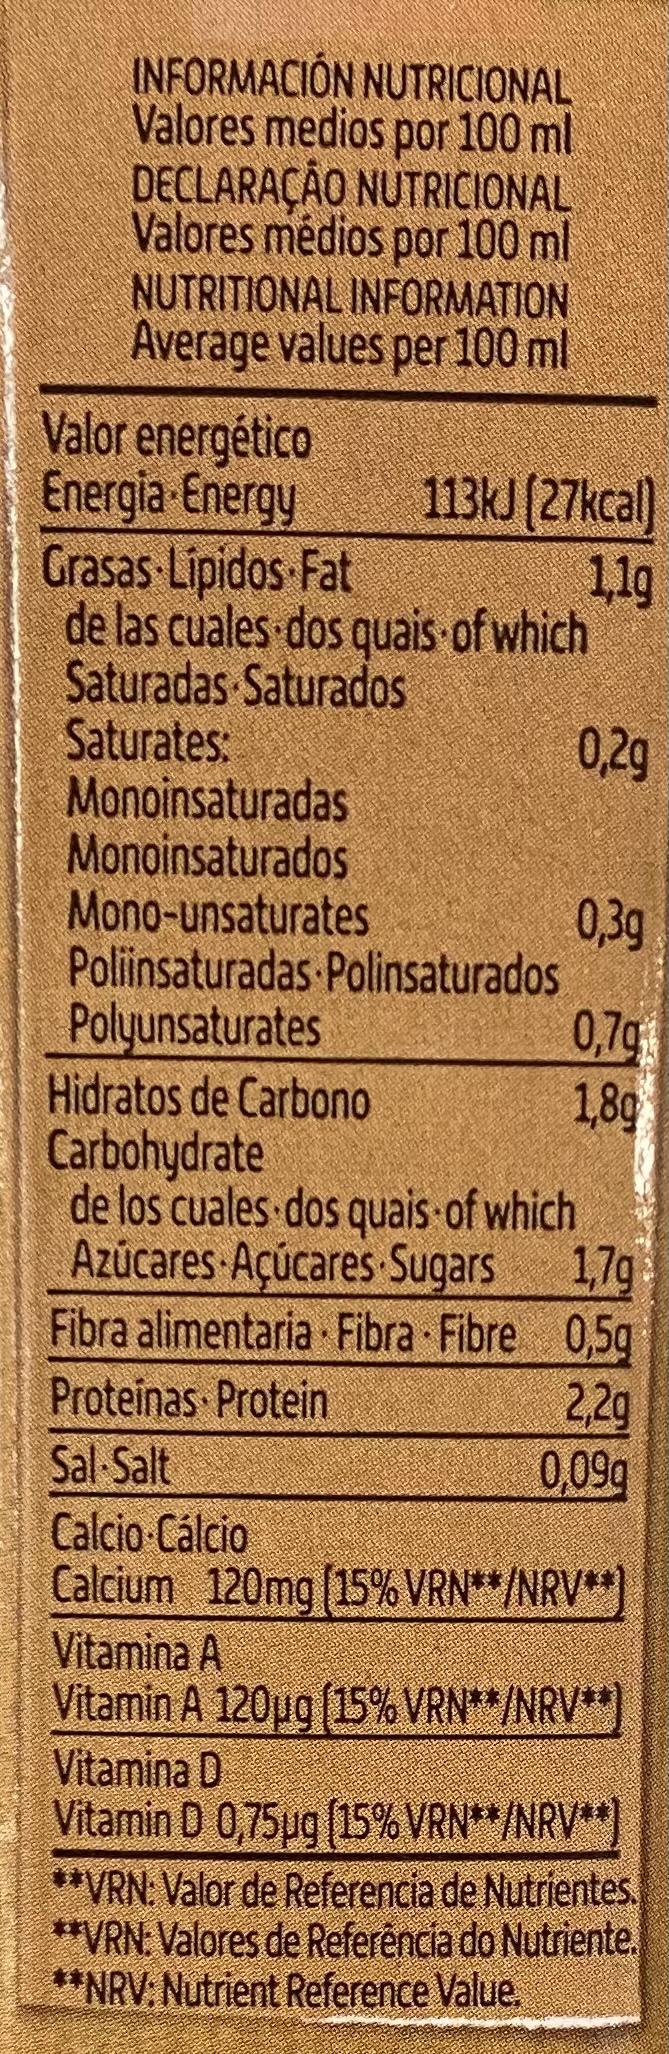 INFORMACIÓN NUTRICIONAL
Valores medios por 100 ml
DECLARAÇÃO NUTRICIONAL
Valores médios por 100 ml
NUTRITIONAL INFORMATION
Average values per 100 ml
Valor energético
Energia·Energy 113kJ (27kcal)
Grasas·Lípidos·Fat 1,1g
de las cuales·dos quais·of which
Saturadas·Saturados
Saturates: 0,2g
Monoinsaturadas
Monoinsaturados
Mono-unsaturates 0,3g
Poliinsaturadas·Polinsaturados
Polyunsaturates 0,7g
Hidratos de Carbono 1,8g
Carbohydrate
de los cuales·dos quais·of which
Azúcares·Açúcares·Sugars 1,7g
Fibra alimentaria · Fibra · Fibre 0,5g
Proteínas·Protein 2,2g
Sal·Salt 0,09g
Calcio·Cálcio
Calcium 120mg (15% VRN**/NRV**)
Vitamina A
Vitamin A 120µg (15% VRN**/NRV**)
Vitamina D
Vitamin D 0,75µg (15% VRN**/NRV**)
**VRN: Valor de Referencia de Nutrientes.
**VRN: Valores de Referência do Nutriente.
**NRV: Nutrient Reference Value.